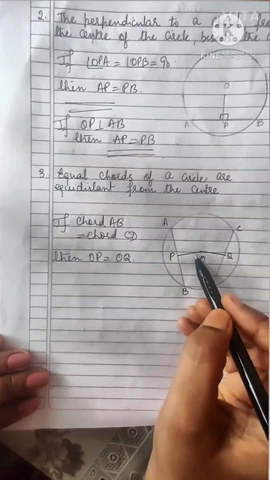 2. The perpendicular to a
the centre of the circle, be
If ∠OPA = ∠OPB = 90
then AP = PB.
If OP ⊥ AB
then AP = PB
O
A P B
3. Equal chords of a circle are
equidistant from the centre
If chord AB
= chord CD
then OP = OQ.
A C
P O Q
B